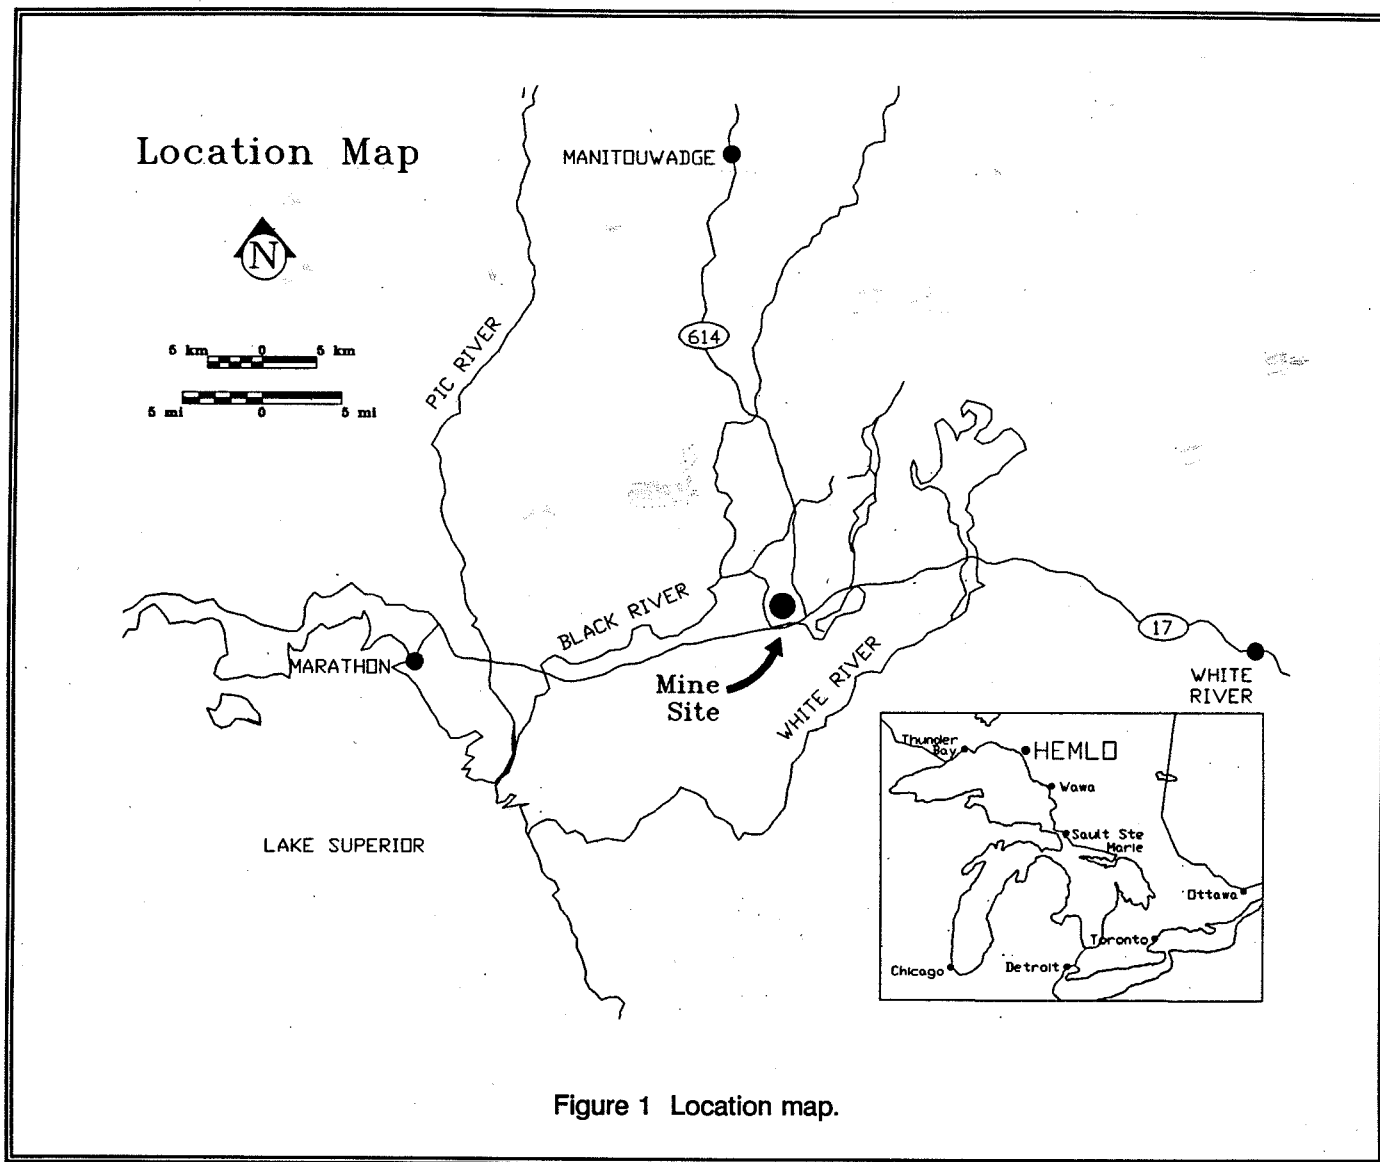 Location Map
MANITOUWADGE
N
5 km 0 5 km
5 mi 0 5 mi
614
PIC RIVER
BLACK RIVER
MARATHON
17
WHITE
RIVER
Mine
Site
WHITE RIVER
LAKE SUPERIOR
Thunder
Bay
HEMLO
Wawa
Sault Ste
Marie
Ottawa
Toronto
Chicago
Detroit
Figure 1 Location map.